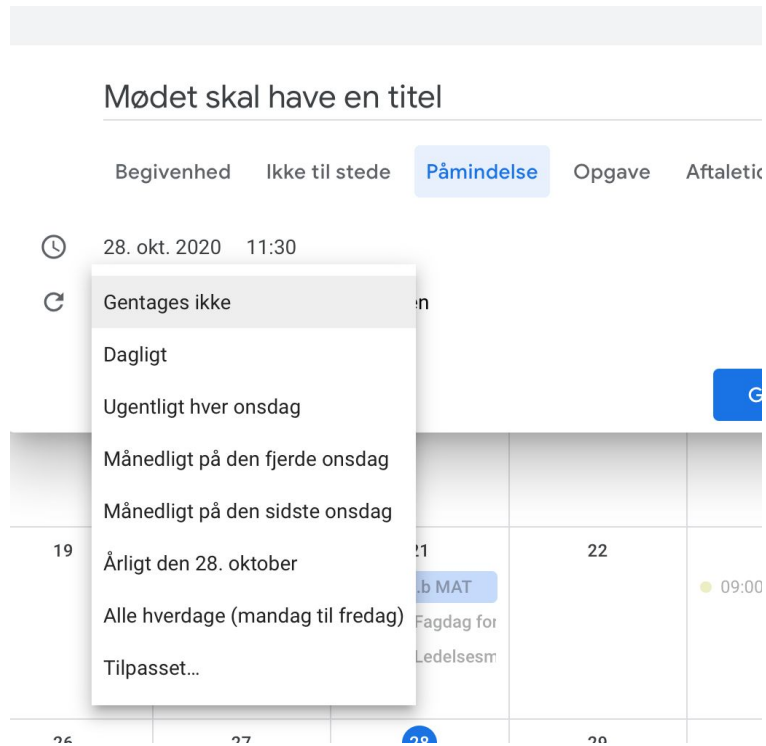 Mødet skal have en titel
Begivenhed Ikke til stede Påmindelse Opgave
28. okt. 2020 11:30
Gentages ikke
Dagligt
Ugentligt hver onsdag
Månedligt på den fjerde onsdag
Månedligt på den sidste onsdag
19 22
Årligt den 28. oktober
.b MAT 09:00
Alle hverdage (mandag til fredag) Fagdag for
Tilpasset...
26 27 28 29